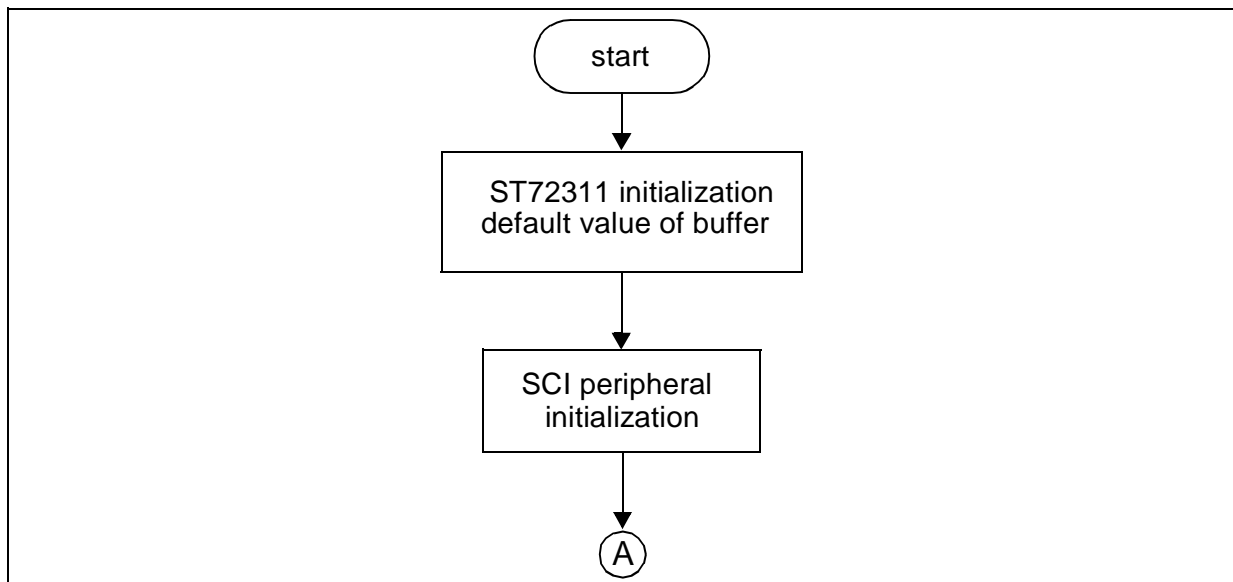 start
ST72311 initialization
default value of buffer
SCI peripheral
initialization
A